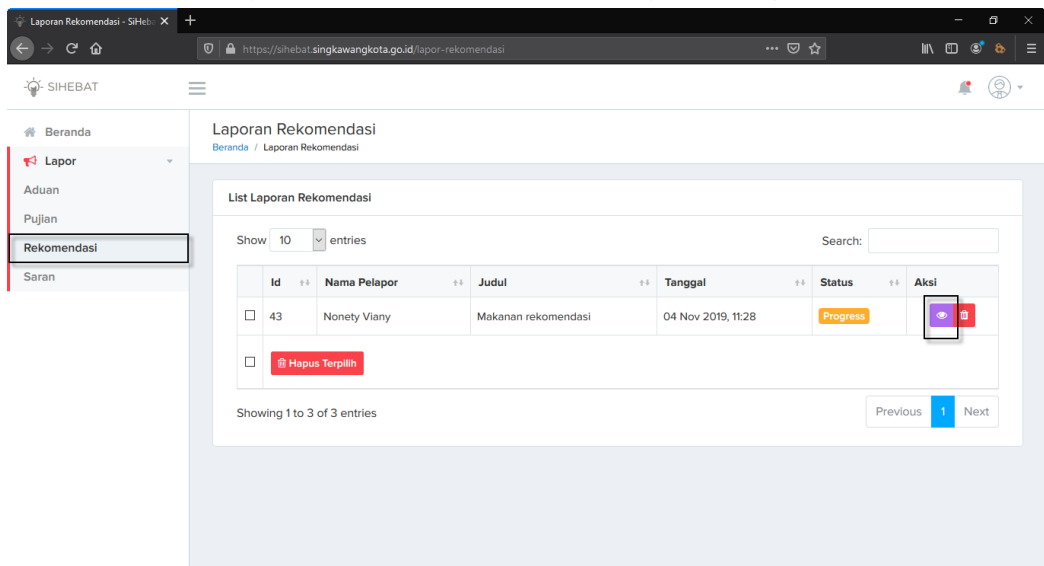 Laporan Rekomendasi - SiHeba
https://sihebat.singkawangkota.go.id/lapor-rekomendasi
SIHEBAT
Beranda
Lapor
Aduan
Pujian
Rekomendasi
Saran
Laporan Rekomendasi
Beranda / Laporan Rekomendasi
List Laporan Rekomendasi
Show 10 entries Search:
Id Nama Pelapor Judul Tanggal Status Aksi
43 Nonety Viany Makanan rekomendasi 04 Nov 2019, 11:28 Progress
Hapus Terpilih
Showing 1 to 3 of 3 entries
Previous 1 Next